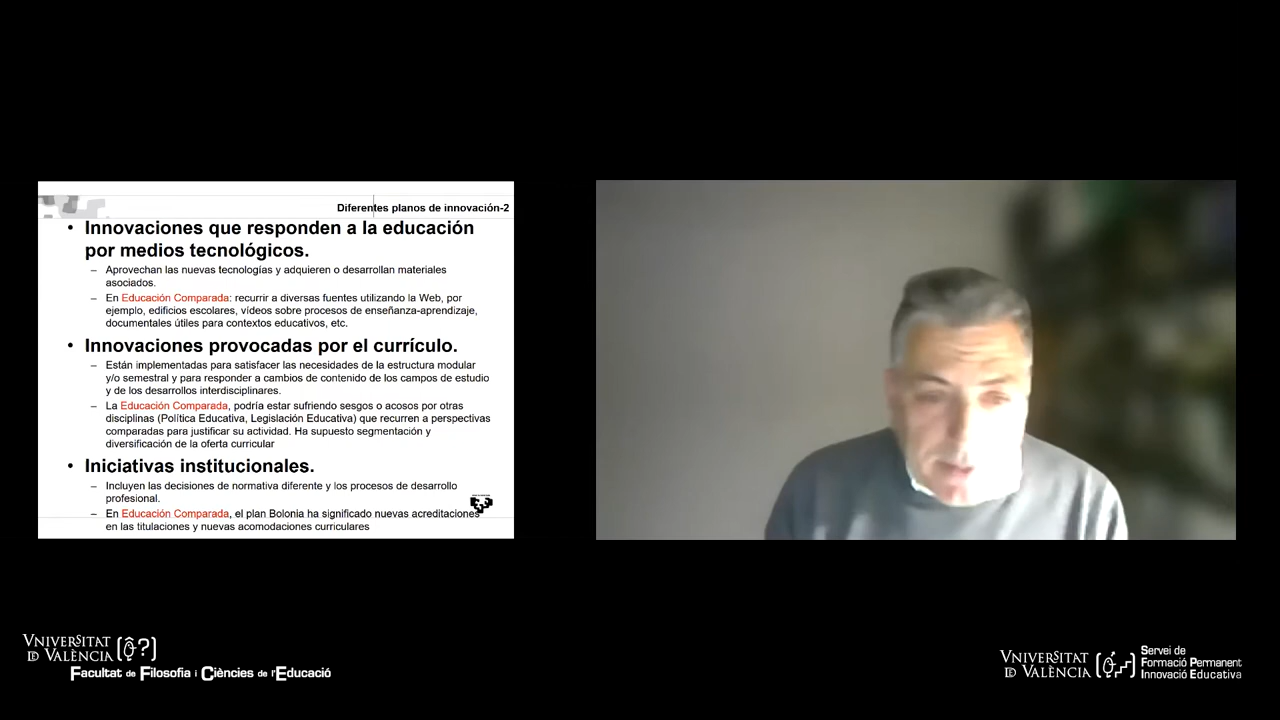 Diferentes planos de innovación-2
• Innovaciones que responden a la educación
por medios tecnológicos.
– Aprovechan las nuevas tecnologías y adquieren o desarrollan materiales
asociados.
– En Educación Comparada: recurrir a diversas fuentes utilizando la Web, por
ejemplo, edificios escolares, vídeos sobre procesos de enseñanza-aprendizaje,
documentales útiles para contextos educativos, etc.
• Innovaciones provocadas por el currículo.
– Están implementadas para satisfacer las necesidades de la estructura modular
y/o semestral y para responder a cambios de contenido de los campos de estudio
y de los desarrollos interdisciplinares.
– La Educación Comparada, podría estar sufriendo sesgos o acosos por otras
disciplinas (Política Educativa, Legislación Educativa) que recurren a perspectivas
comparadas para justificar su actividad. Ha supuesto segmentación y
diversificación de la oferta curricular
• Iniciativas institucionales.
– Incluyen las decisiones de normativa diferente y los procesos de desarrollo
profesional.
– En Educación Comparada, el plan Bolonia ha significado nuevas acreditaciones
en las titulaciones y nuevas acomodaciones curriculares
VNIVERSITAT
ID VALÈNCIA
Facultat de Filosofia i Ciències de l'Educació
VNIVERSITAT
ID VALÈNCIA
Servei de
Formació Permanent
Innovació Educativa